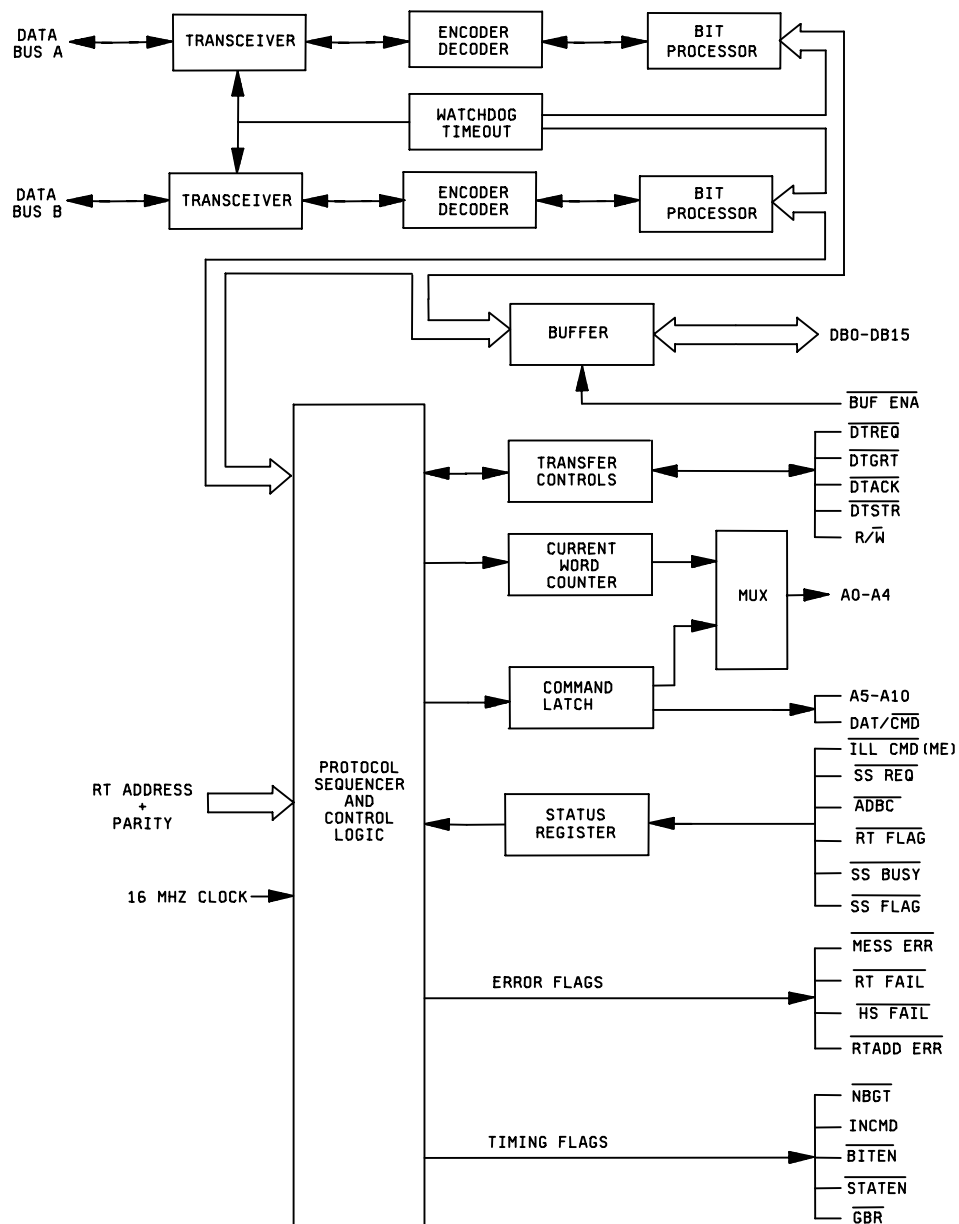 DATA
BUS A
TRANSCEIVER
ENCODER
DECODER
BIT
PROCESSOR
WATCHDOG
TIMEOUT
DATA
BUS B
TRANSCEIVER
ENCODER
DECODER
BIT
PROCESSOR
BUFFER
DB0-DB15
BUF ENA
TRANSFER
CONTROLS
DTREQ
DTGRT
DTACK
DTSTR
R/W
CURRENT
WORD
COUNTER
MUX
A0-A4
COMMAND
LATCH
A5-A10
DAT/CMD
PROTOCOL
SEQUENCER
AND
CONTROL
LOGIC
RT ADDRESS
+
PARITY
16 MHZ CLOCK
STATUS
REGISTER
ILL CMD(ME)
SS REQ
ADBC
RT FLAG
SS BUSY
SS FLAG
ERROR FLAGS
MESS ERR
RT FAIL
HS FAIL
RTADD ERR
TIMING FLAGS
NBGT
INCMD
BITEN
STATEN
GBR